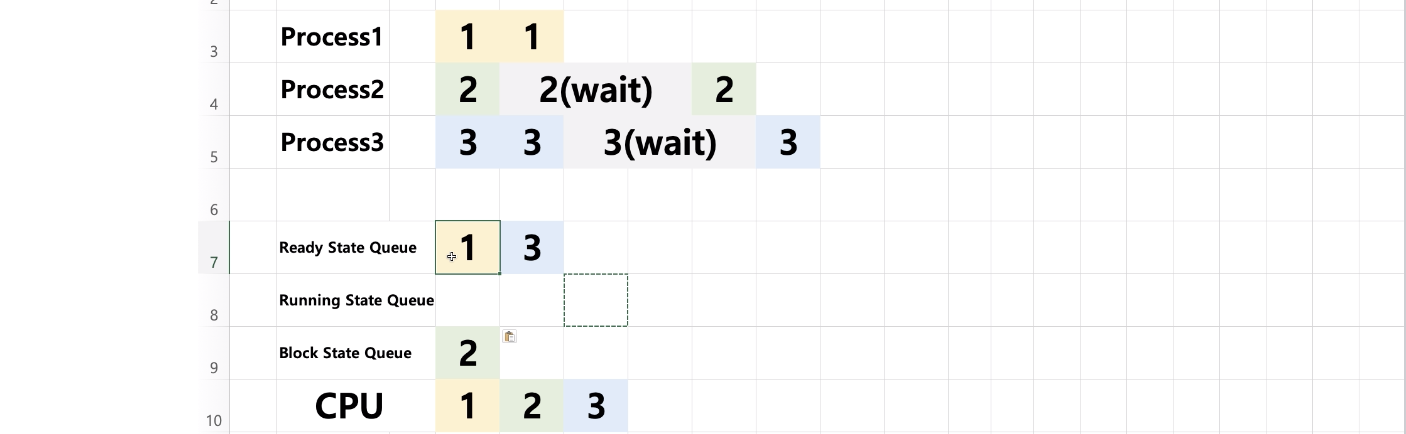 2
3 Process1 1 1
4 Process2 2 2(wait) 2
5 Process3 3 3 3(wait) 3
6
7 Ready State Queue 1 3
8 Running State Queue
9 Block State Queue 2
10 CPU 1 2 3